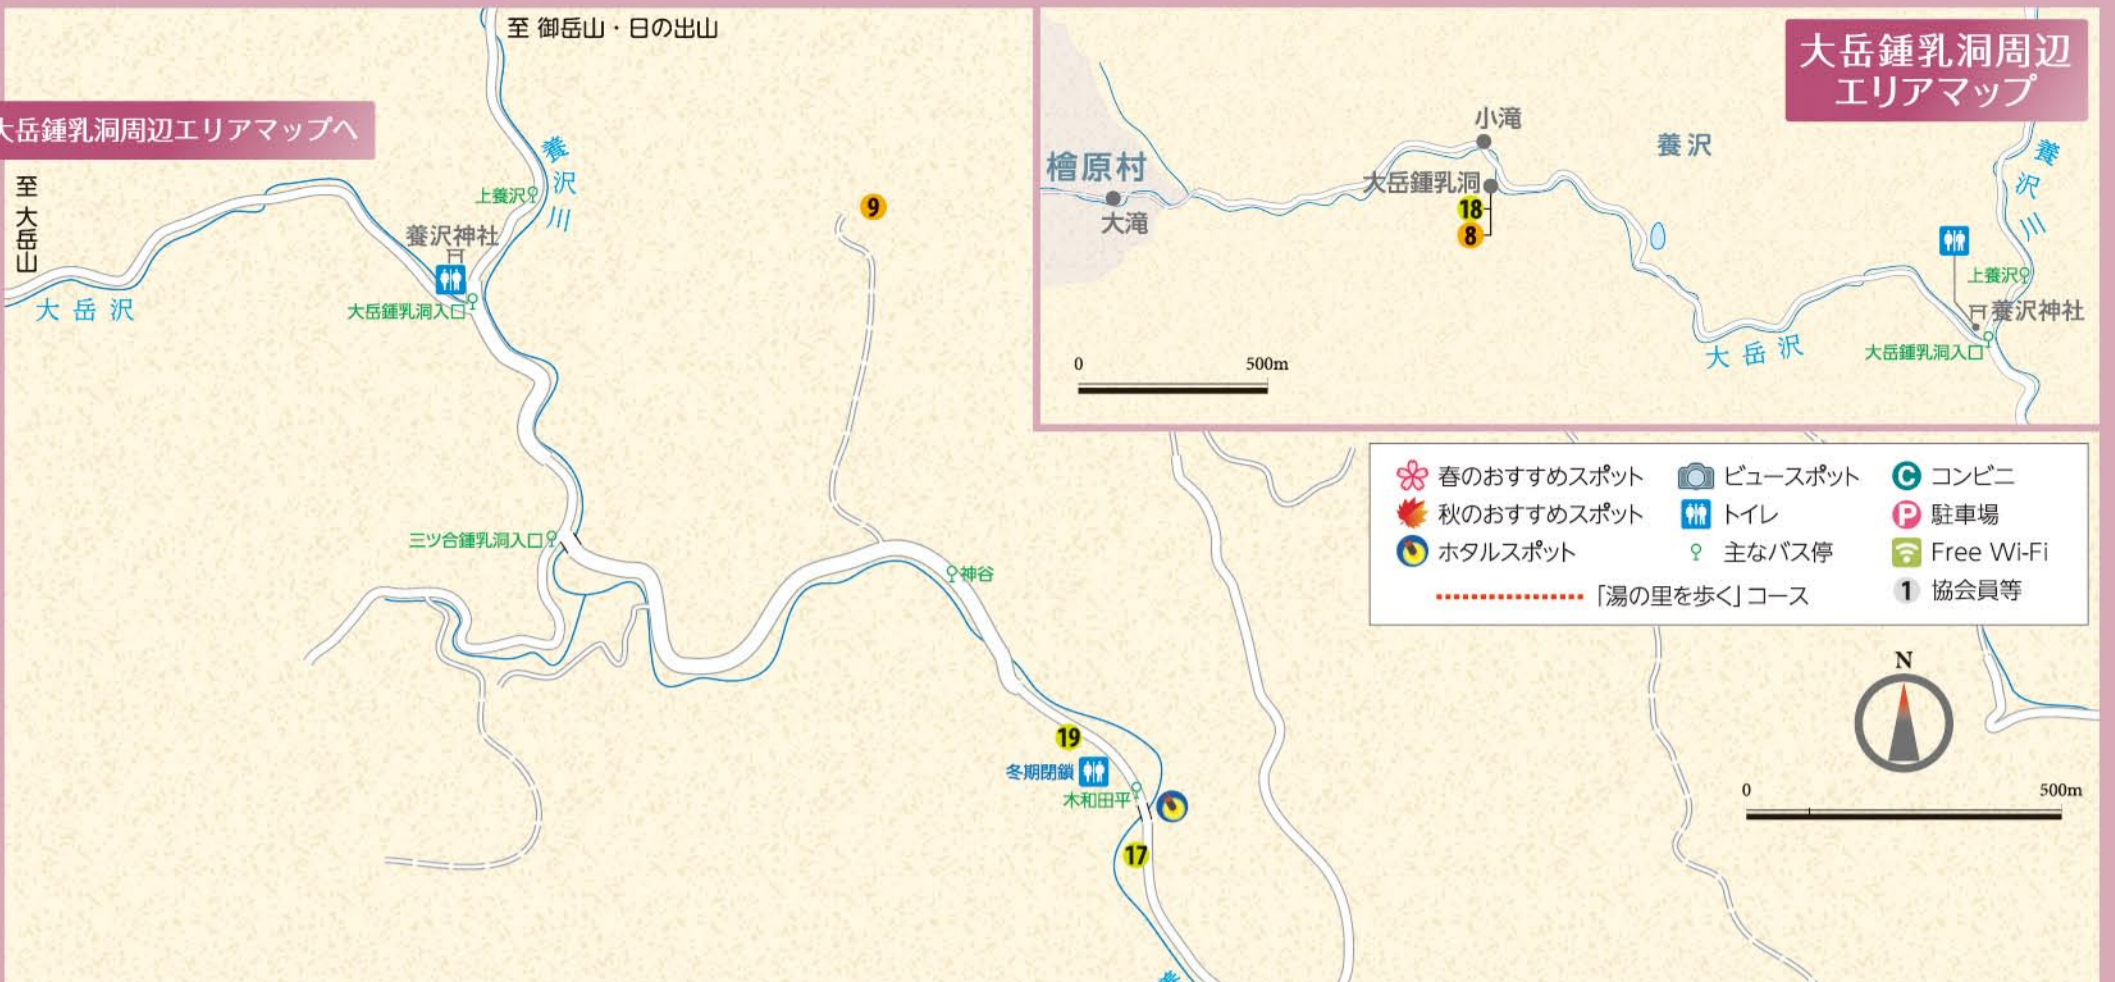 至 御岳山・日の出山
大岳鍾乳洞周辺エリアマップへ
至 大岳山
養沢川
上養沢
養沢神社
大岳鍾乳洞入口
大岳沢
9
三ツ合鍾乳洞入口
神谷
19
冬期閉鎖
木和田平
17
大岳鍾乳洞周辺
エリアマップ
小滝
養沢
檜原村
大岳鍾乳洞
18
8
大滝
養沢川
上養沢
養沢神社
大岳鍾乳洞入口
大岳沢
0 500m
春のおすすめスポット
秋のおすすめスポット
ホタルスポット
ビュースポット
トイレ
主なバス停
C コンビニ
P 駐車場
Free Wi-Fi
1 協会員等
「湯の里を歩く」コース
N
0 500m